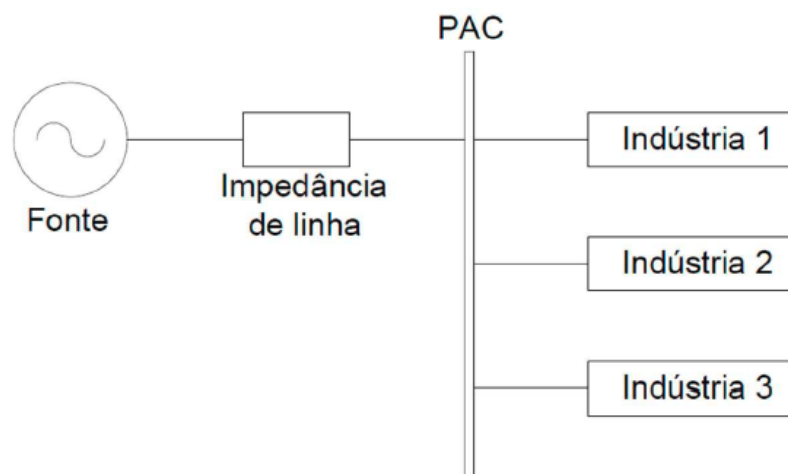 PAC
Indústria 1
Fonte
Impedância
de linha
Indústria 2
Indústria 3